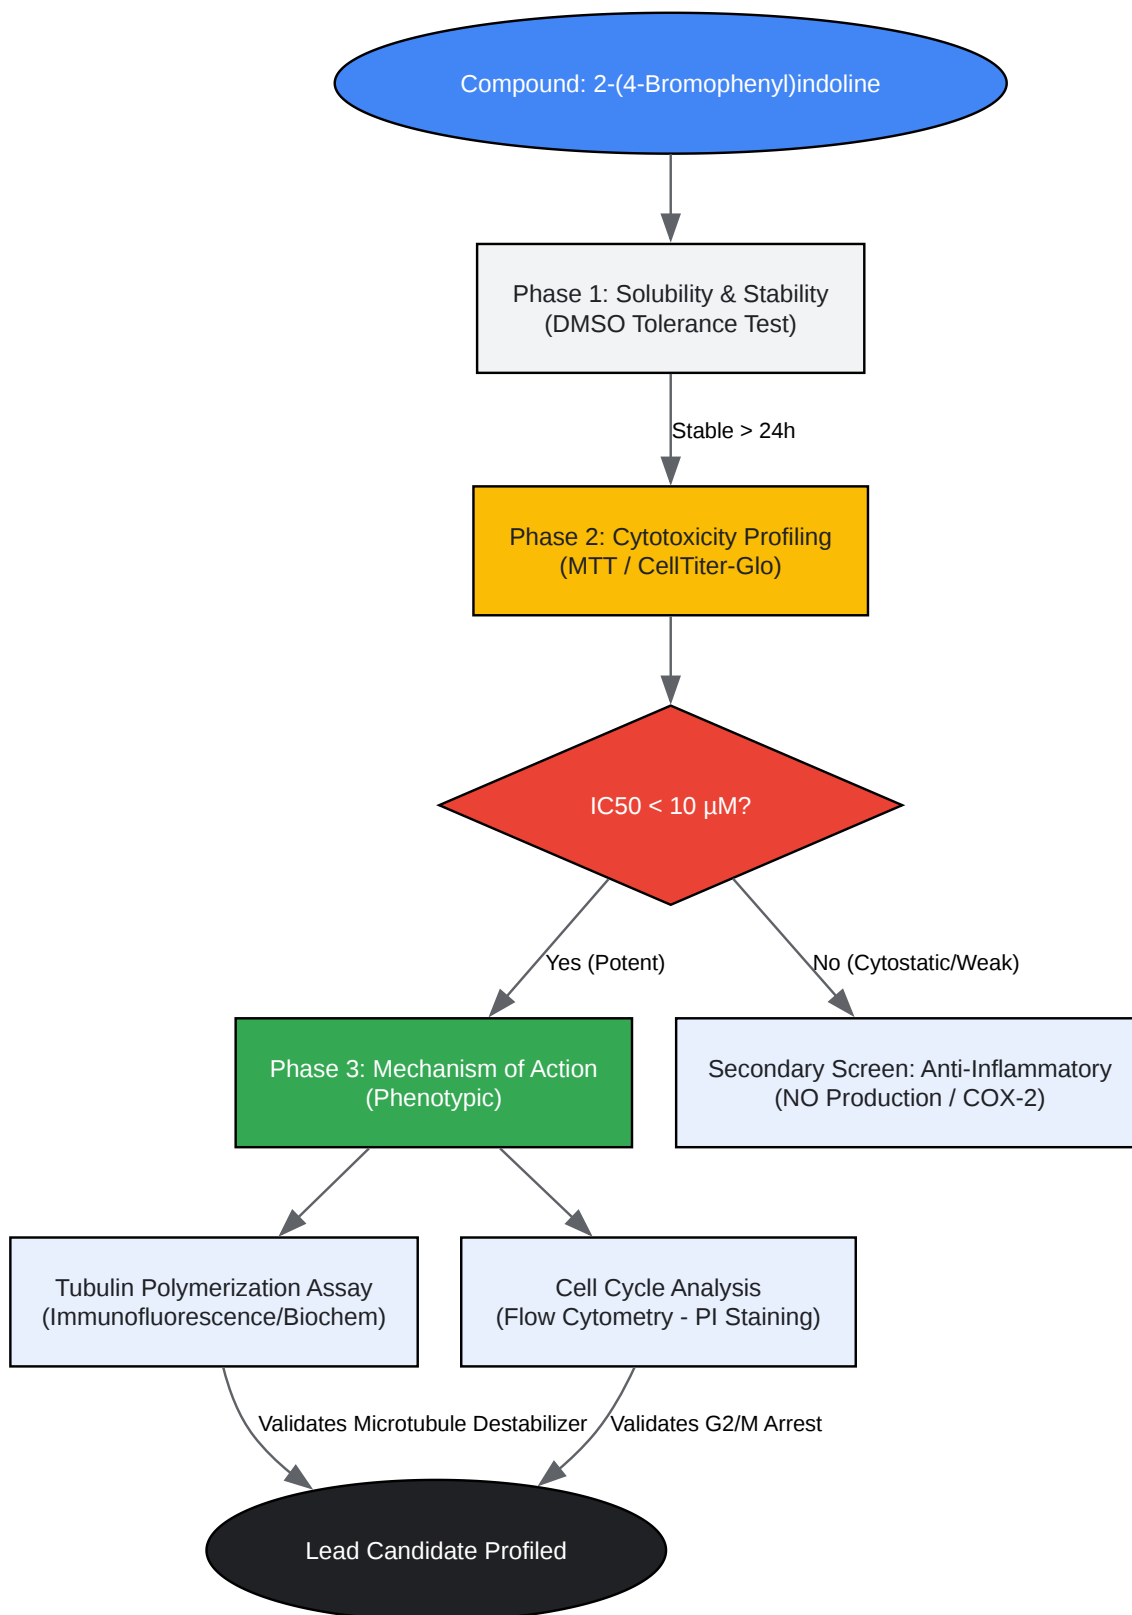 Compound: 2-(4-Bromophenyl)indoline
Phase 1: Solubility & Stability
(DMSO Tolerance Test)
Stable > 24h
Phase 2: Cytotoxicity Profiling
(MTT / CellTiter-Glo)
IC50 < 10 µM?
Yes (Potent)
No (Cytostatic/Weak)
Phase 3: Mechanism of Action
(Phenotypic)
Secondary Screen: Anti-Inflammatory
(NO Production / COX-2)
Tubulin Polymerization Assay
(Immunofluorescence/Biochem)
Cell Cycle Analysis
(Flow Cytometry - PI Staining)
Validates Microtubule Destabilizer
Validates G2/M Arrest
Lead Candidate Profiled